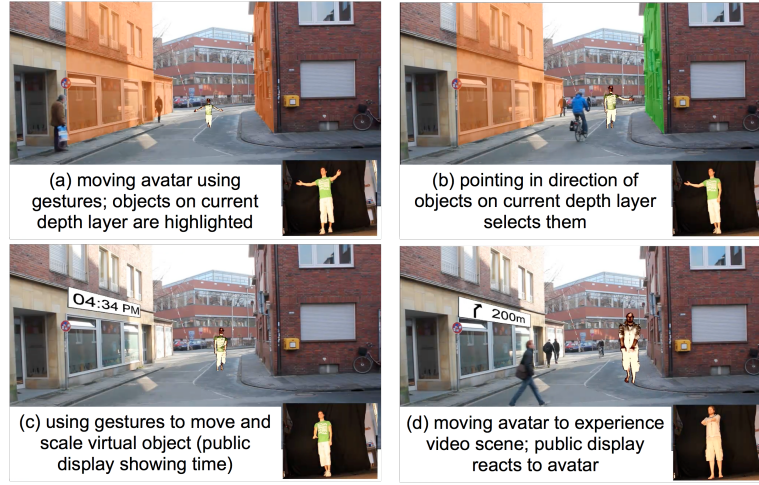 (a) moving avatar using
gestures; objects on current
depth layer are highlighted
(b) pointing in direction of
objects on current depth layer
selects them
04:34 PM
(c) using gestures to move and
scale virtual object (public
display showing time)
200m
(d) moving avatar to experience
video scene; public display
reacts to avatar